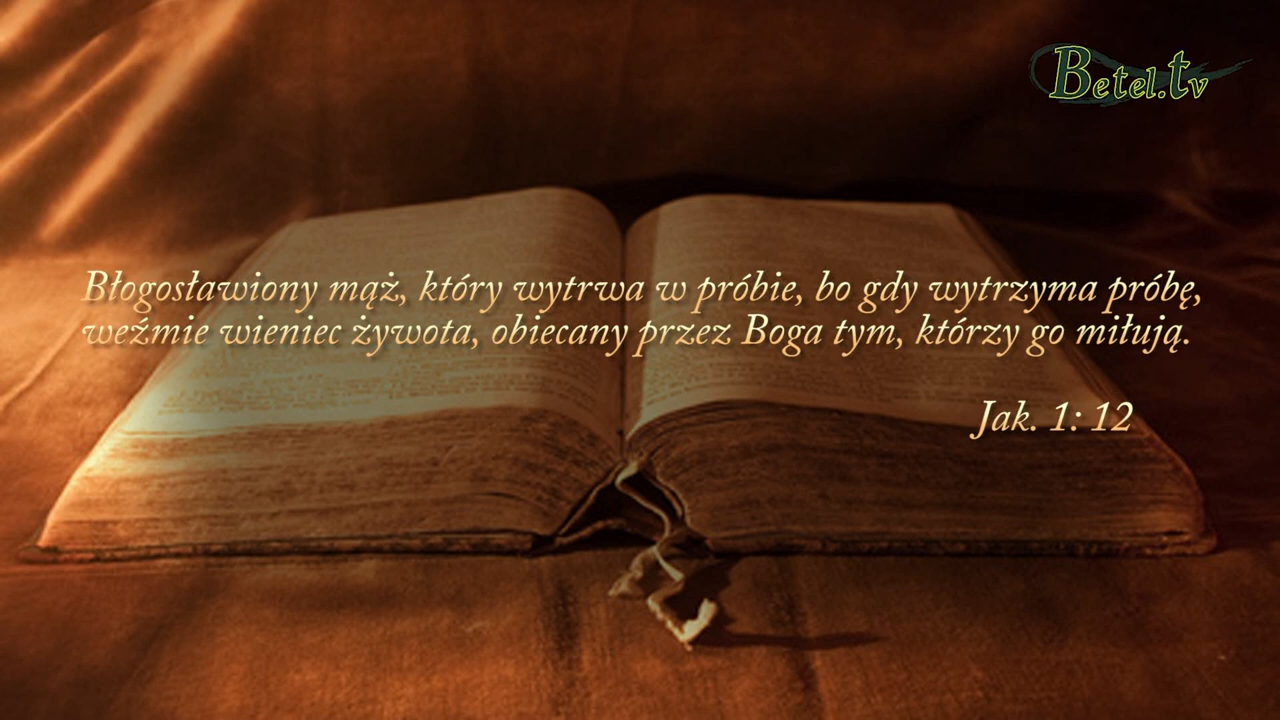 Betel.tv
Błogosławiony mąż, który wytrwa w próbie, bo gdy wytrzyma próbę,
weźmie wieniec żywota, obiecany przez Boga tym, którzy go miłują.
Jak. 1: 12